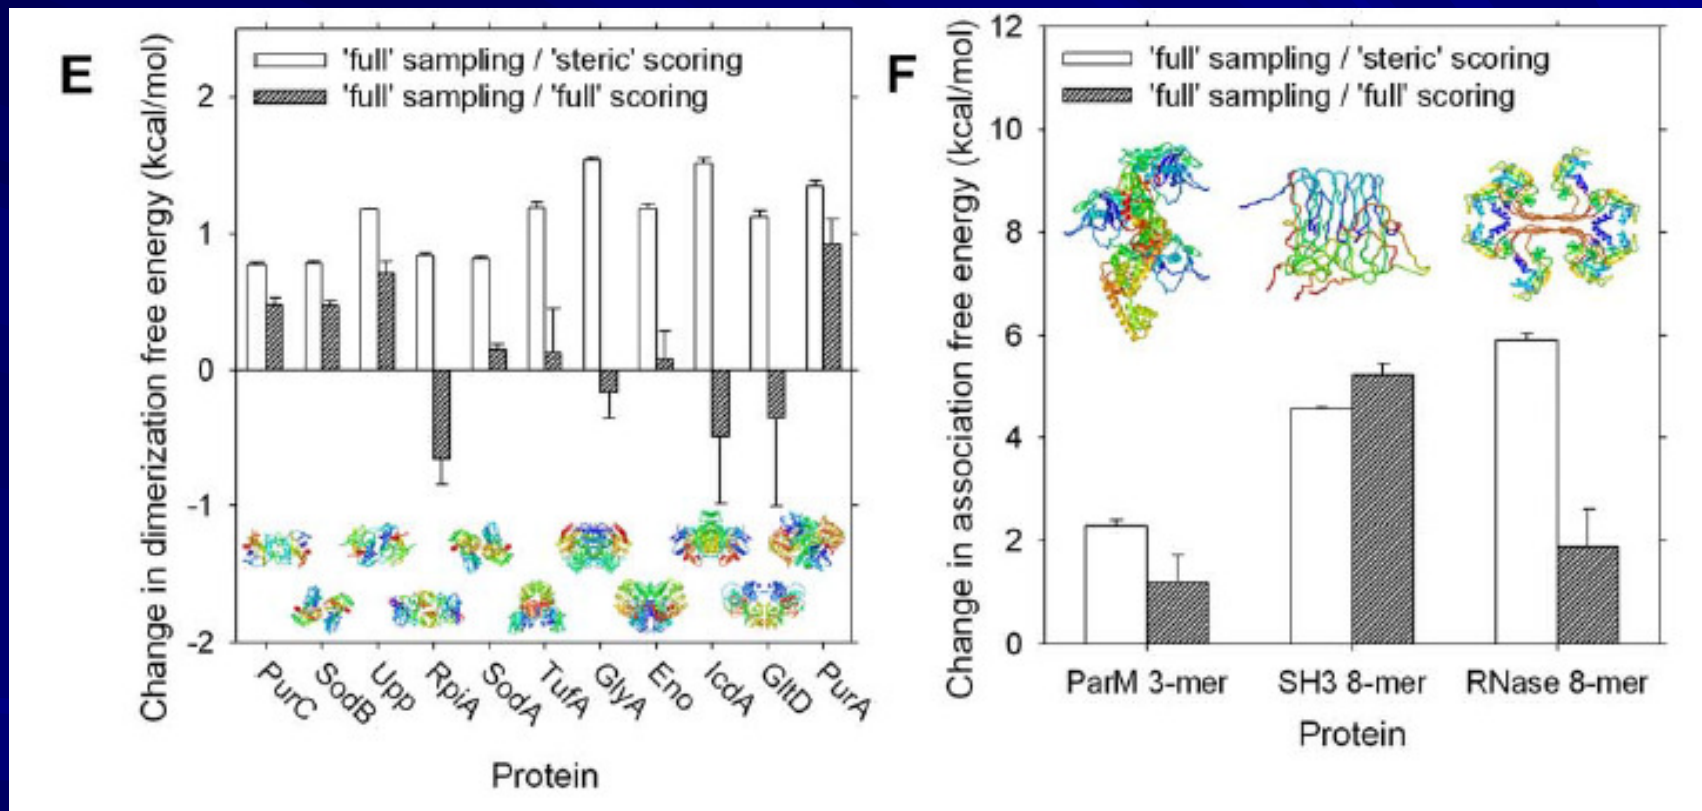 E
'full' sampling / 'steric' scoring
'full' sampling / 'full' scoring
Change in dimerization free energy (kcal/mol)
2
1
0
-1
-2
PurC
SodB
Upp
RpiA
SodA
TufA
GlyA
Eno
IcdA
GltD
PurA
Protein
F
'full' sampling / 'steric' scoring
'full' sampling / 'full' scoring
Change in association free energy (kcal/mol)
12
10
8
6
4
2
0
ParM 3-mer
SH3 8-mer
RNase 8-mer
Protein